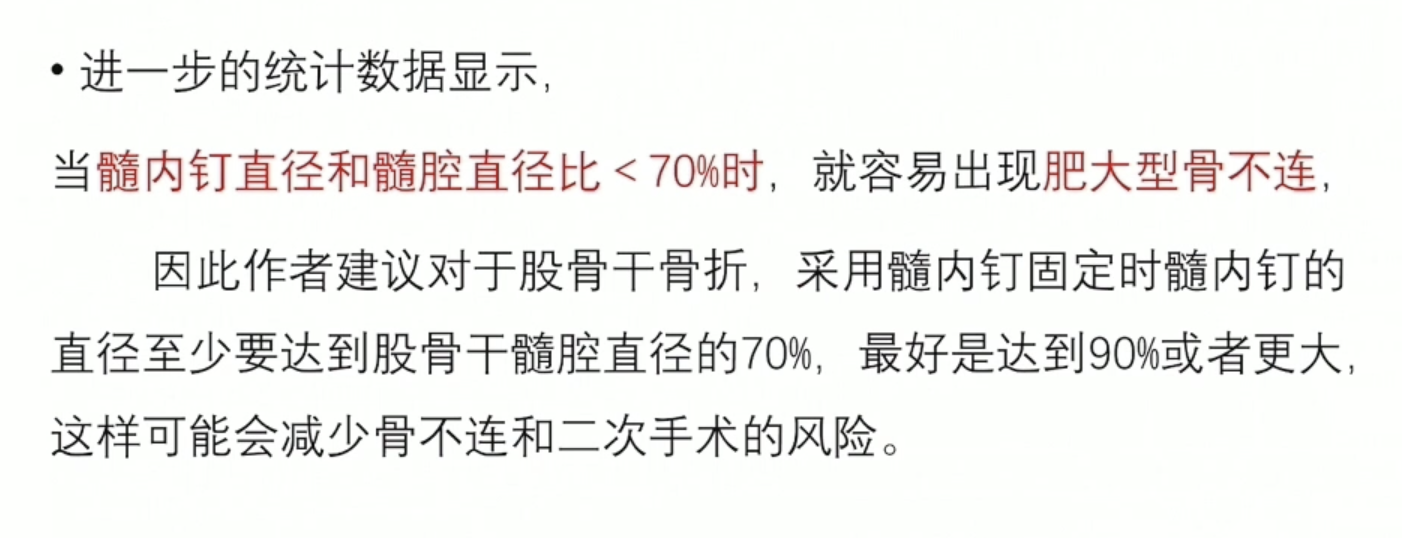 • 进一步的统计数据显示,
当髓内钉直径和髓腔直径比 < 70%时, 就容易出现肥大型骨不连,
因此作者建议对于股骨干骨折, 采用髓内钉固定时髓内钉的
直径至少要达到股骨干髓腔直径的70%, 最好是达到90%或者更大,
这样可能会减少骨不连和二次手术的风险。